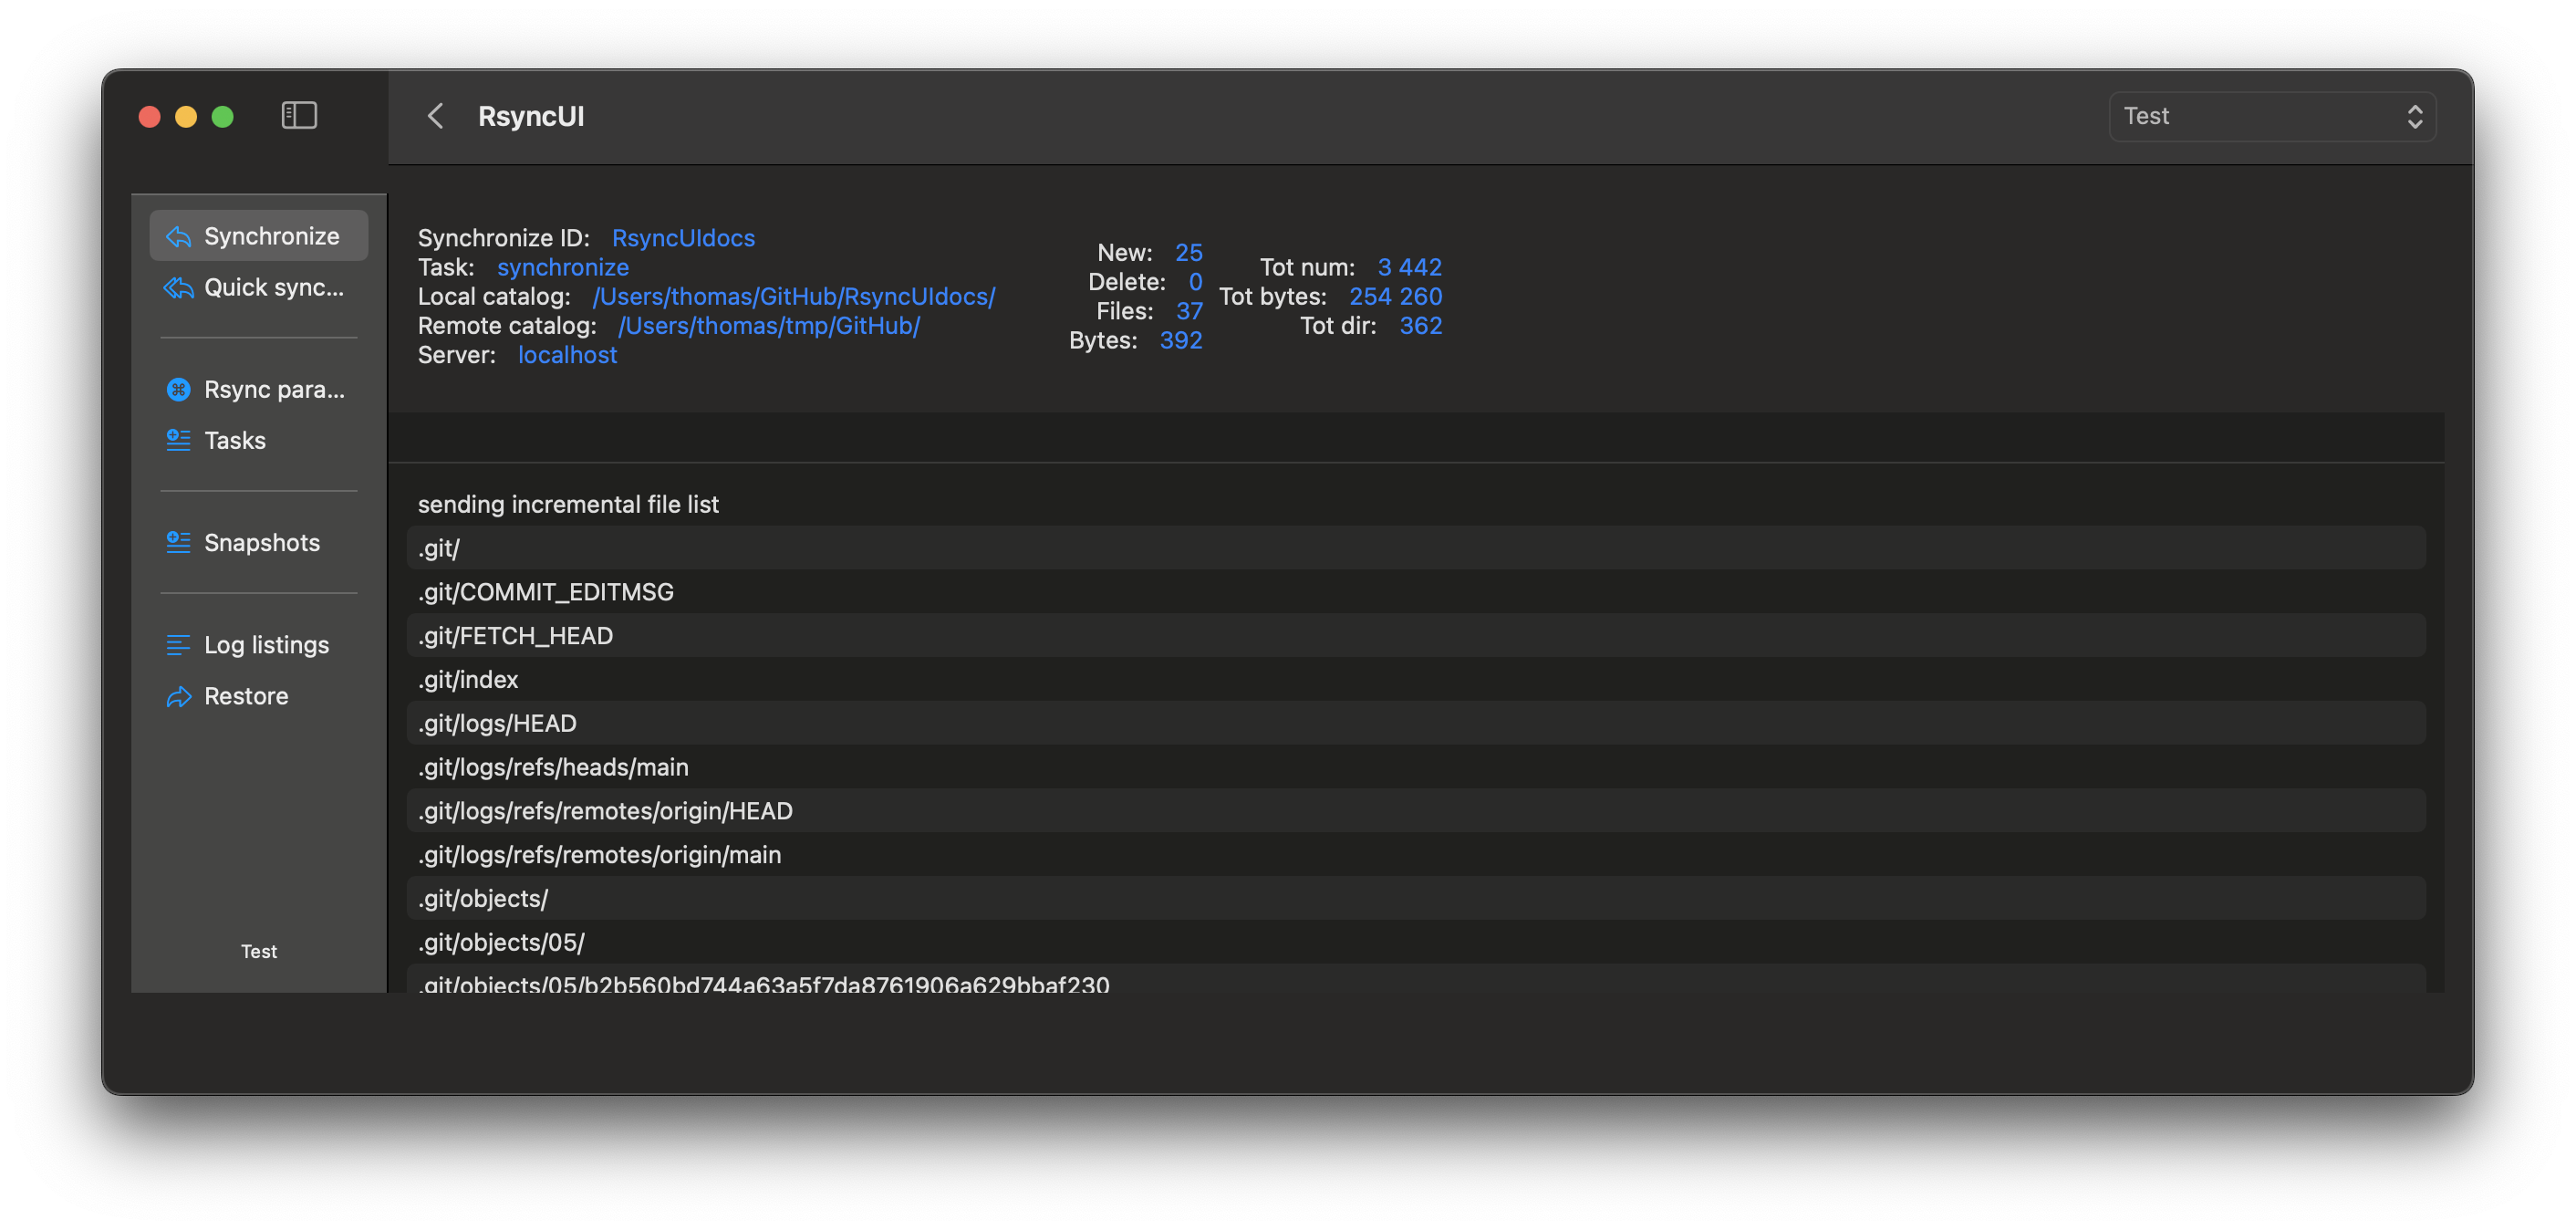 RsyncUI
Test
Synchronize
Quick sync...
Rsync para...
Tasks
Snapshots
Log listings
Restore
Test
Synchronize ID: RsyncUIdocs
Task: synchronize
Local catalog: /Users/thomas/GitHub/RsyncUIdocs/
Remote catalog: /Users/thomas/tmp/GitHub/
Server: localhost
New: 25
Delete: 0
Files: 37
Bytes: 392
Tot num: 3 442
Tot bytes: 254 260
Tot dir: 362
sending incremental file list
.git/
.git/COMMIT_EDITMSG
.git/FETCH_HEAD
.git/index
.git/logs/HEAD
.git/logs/refs/heads/main
.git/logs/refs/remotes/origin/HEAD
.git/logs/refs/remotes/origin/main
.git/objects/
.git/objects/05/
.git/objects/05/b2b560bd744a63a5f7da8761906a629bbaf230